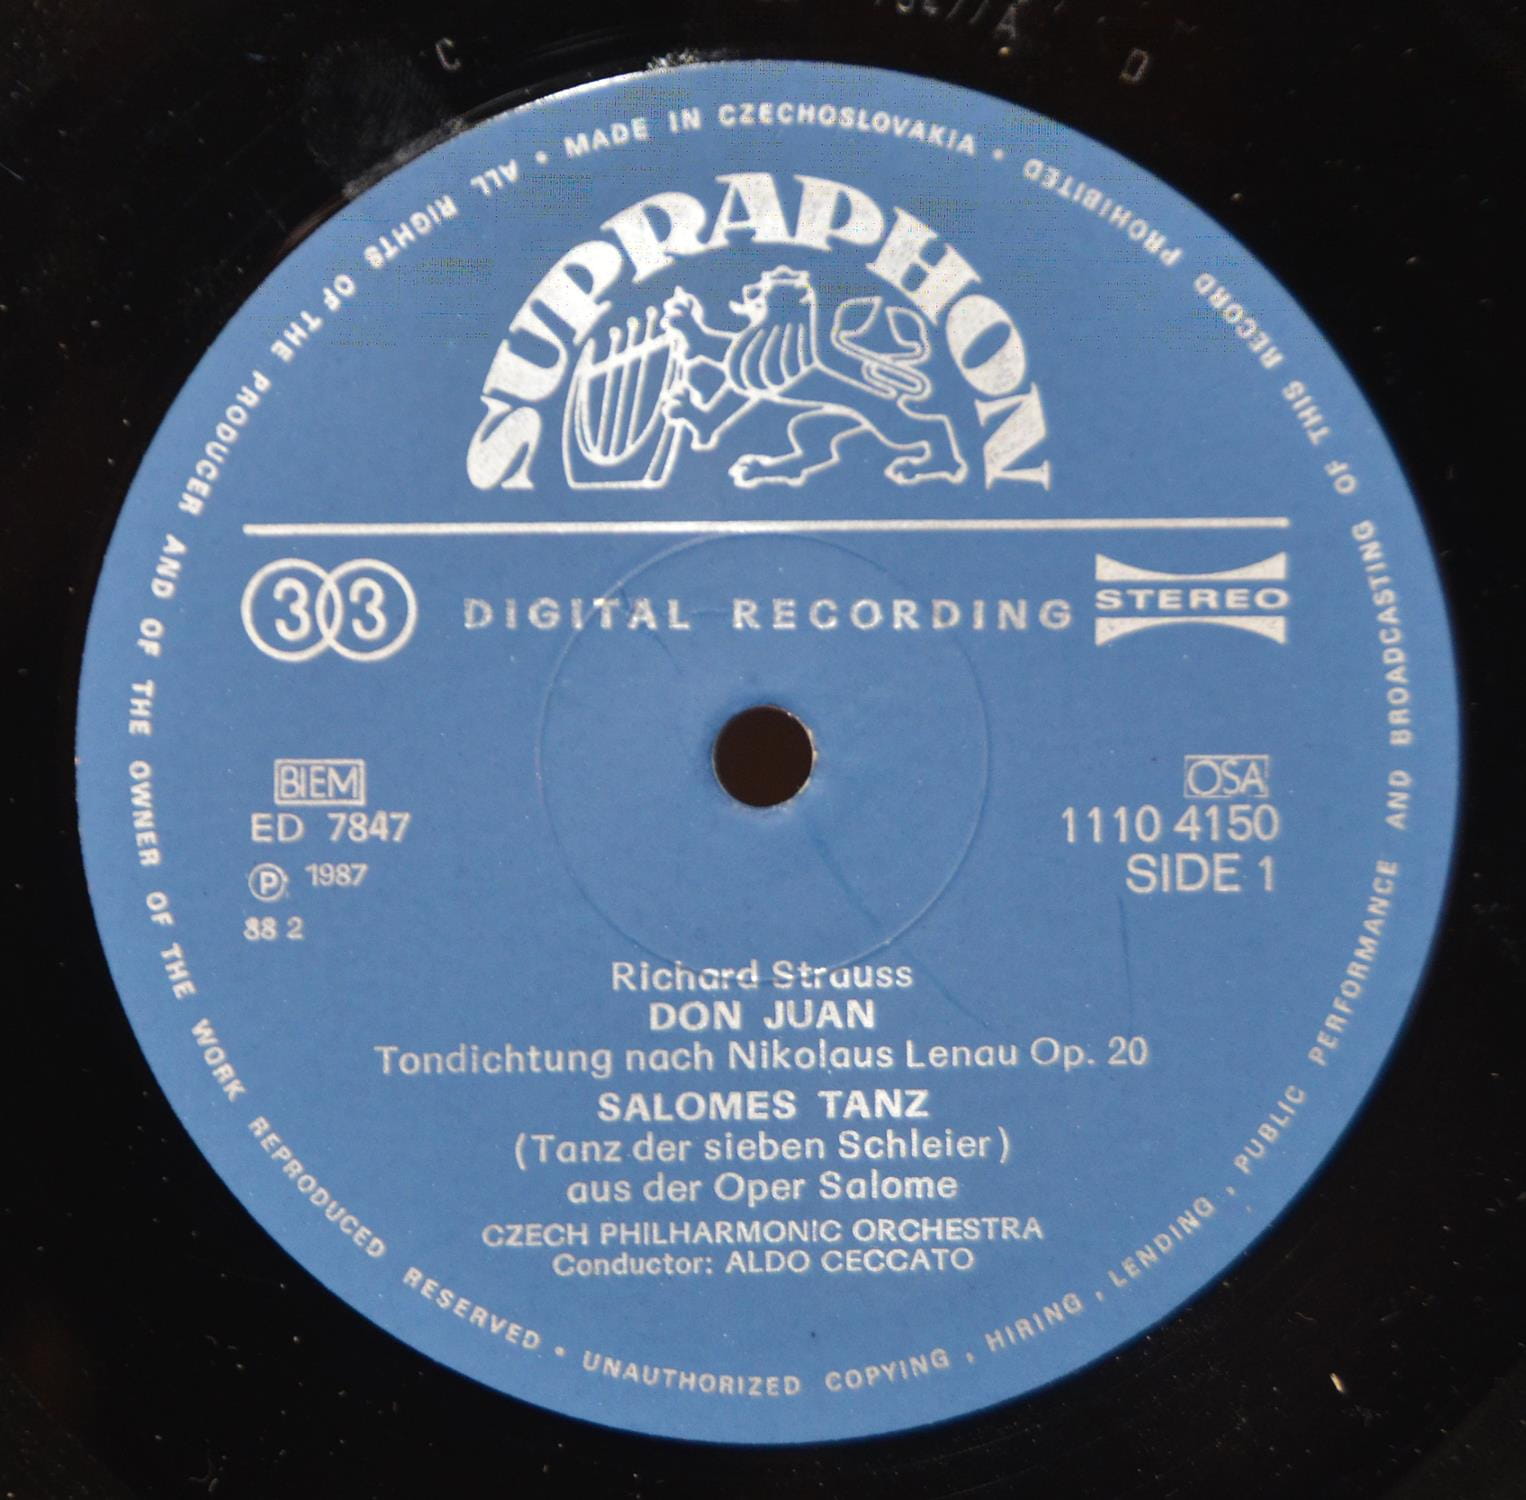 SUPRAPHON
33
DIGITAL RECORDING
STEREO
BIEM
ED 7847
Ⓟ 1987
88 2
OSA
1110 4150
SIDE 1
Richard Strauss
DON JUAN
Tondichtung nach Nikolaus Lenau Op. 20
SALOMES TANZ
(Tanz der sieben Schleier)
aus der Oper Salome
CZECH PHILHARMONIC ORCHESTRA
Conductor: ALDO CECCATO
• MADE IN CZECHOSLOVAKIA •
ALL RIGHTS OF THE PRODUCER AND OF THE OWNER OF THE WORK REPRODUCED RESERVED • UNAUTHORIZED COPYING, HIRING, LENDING, PUBLIC PERFORMANCE AND BROADCASTING OF THIS RECORD PROHIBITED
C
D